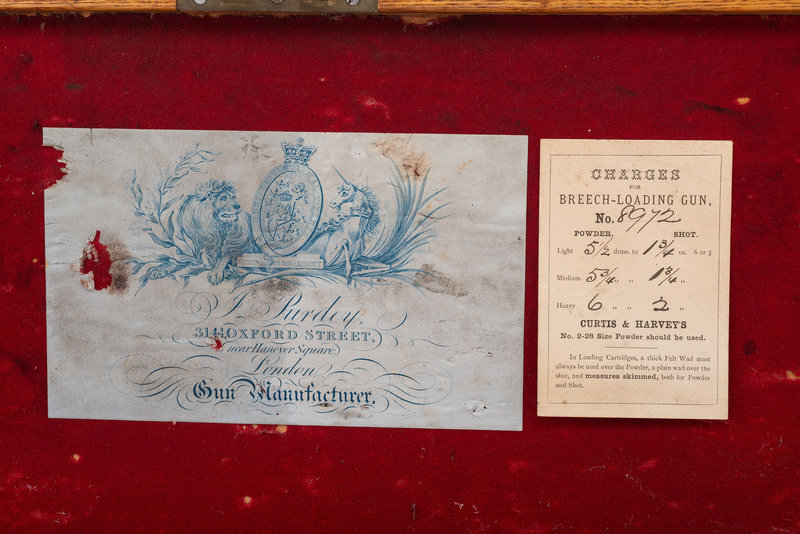 J. Purdey,
314½ OXFORD STREET,
near Hanover Square
London
Gun Manufacturer,
CHARGES
FOR
BREECH-LOADING GUN,
No. 8972
POWDER, SHOT.
Light 5½ drms. to 1¾ oz. 6 or 5
Medium 5¾ „ „ 1¾ „
Heavy 6 „ „ 2 „
CURTIS & HARVEY'S
No. 2-28 Size Powder should be used.
In Loading Cartridges, a thick Felt Wad must
always be used over the Powder, a plain wad over the
shot, and measures skimmed, both for Powder
and Shot.